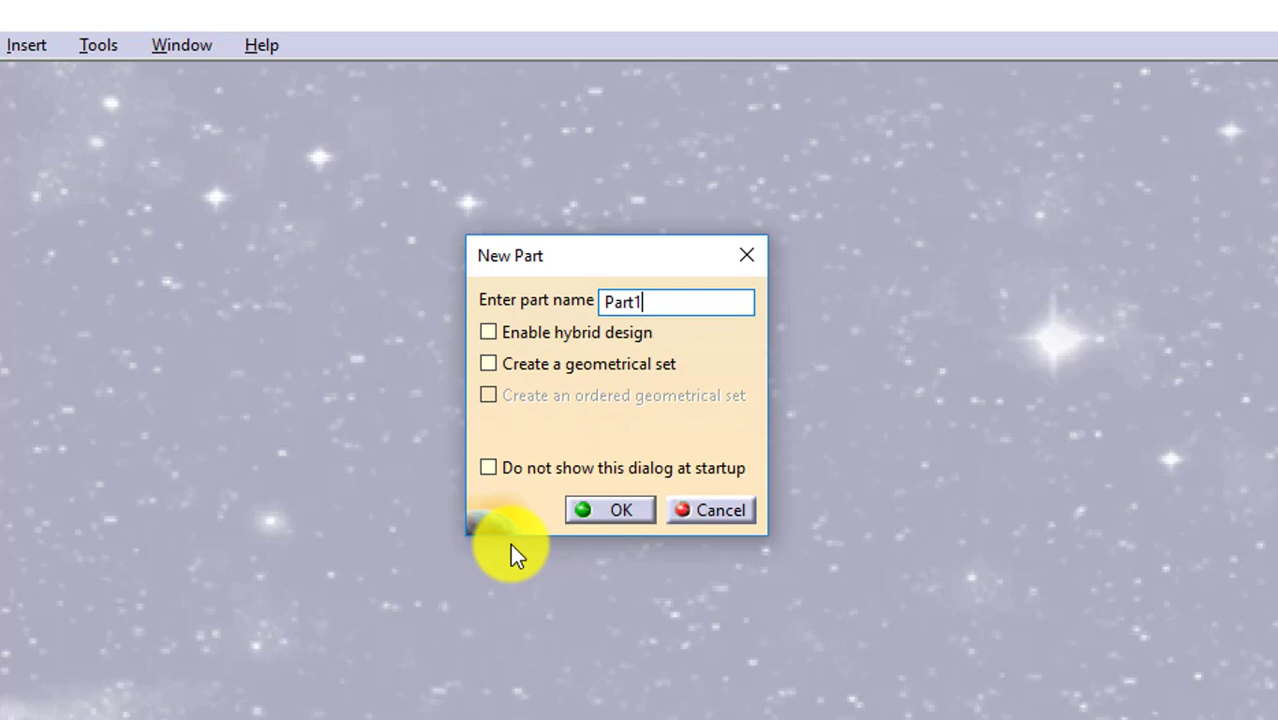 Insert Tools Window Help
New Part
Enter part name Part1
Enable hybrid design
Create a geometrical set
Create an ordered geometrical set
Do not show this dialog at startup
OK Cancel